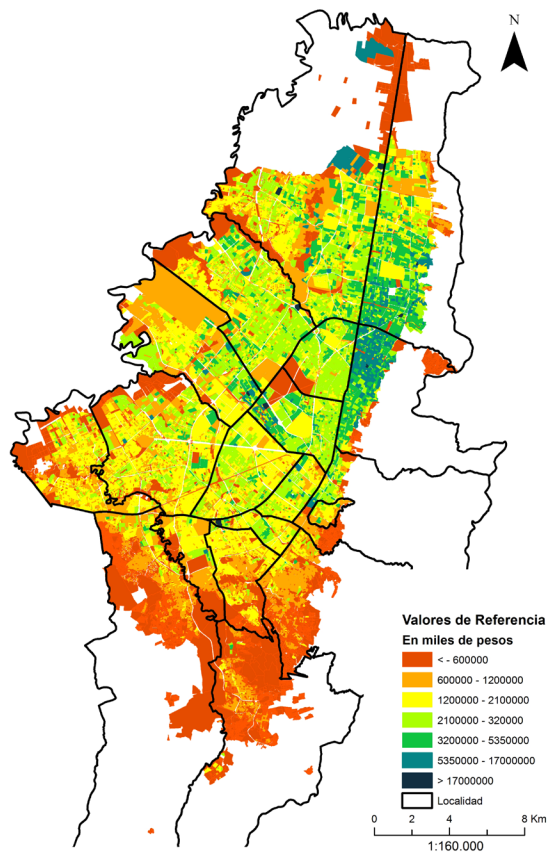 N
Valores de Referencia
En miles de pesos
< - 600000
600000 - 1200000
1200000 - 2100000
2100000 - 320000
3200000 - 5350000
5350000 - 17000000
> 17000000
Localidad
0 4 8 Km
1:160.000